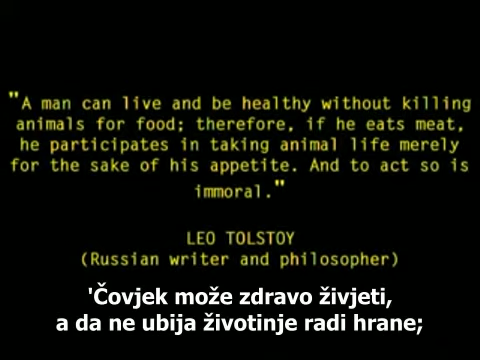 "A man can live and be healthy without killing
animals for food; therefore, if he eats meat,
he participates in taking animal life merely
for the sake of his appetite. And to act so is
immoral."
LEO TOLSTOY
(Russian writer and philosopher)
'Čovjek može zdravo živjeti,
a da ne ubija životinje radi hrane;